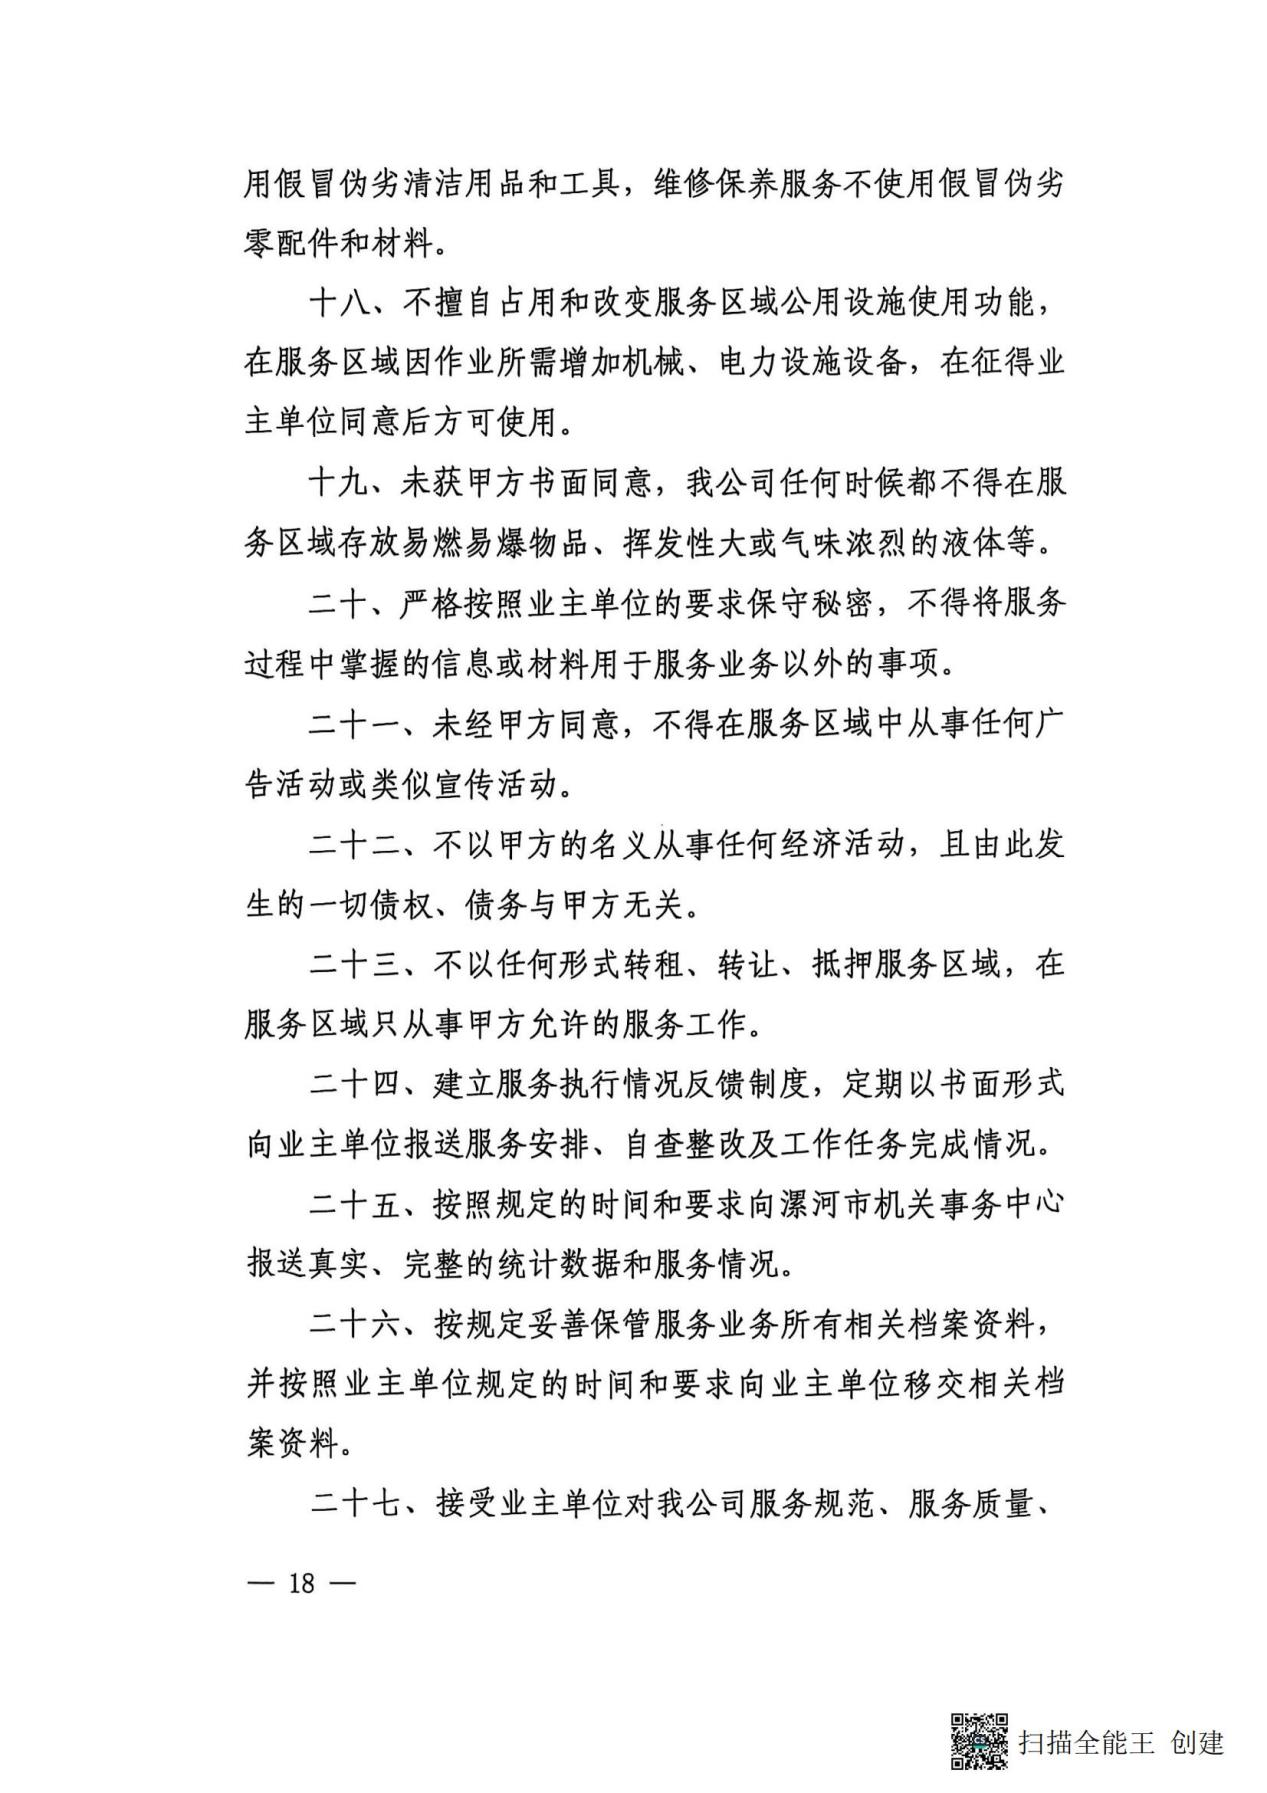 用假冒伪劣清洁用品和工具，维修保养服务不使用假冒伪劣
零配件和材料。
十八、不擅自占用和改变服务区域公用设施使用功能，
在服务区域因作业所需增加机械、电力设施设备，在征得业
主单位同意后方可使用。
十九、未获甲方书面同意，我公司任何时候都不得在服
务区域存放易燃易爆物品、挥发性大或气味浓烈的液体等。
二十、严格按照业主单位的要求保守秘密，不得将服务
过程中掌握的信息或材料用于服务业务以外的事项。
二十一、未经甲方同意，不得在服务区域中从事任何广
告活动或类似宣传活动。
二十二、不以甲方的名义从事任何经济活动，且由此发
生的一切债权、债务与甲方无关。
二十三、不以任何形式转租、转让、抵押服务区域，在
服务区域只从事甲方允许的服务工作。
二十四、建立服务执行情况反馈制度，定期以书面形式
向业主单位报送服务安排、自查整改及工作任务完成情况。
二十五、按照规定的时间和要求向漯河市机关事务中心
报送真实、完整的统计数据和服务情况。
二十六、按规定妥善保管服务业务所有相关档案资料，
并按照业主单位规定的时间和要求向业主单位移交相关档
案资料。
二十七、接受业主单位对我公司服务规范、服务质量、
— 18 —
CS
扫描全能王 创建